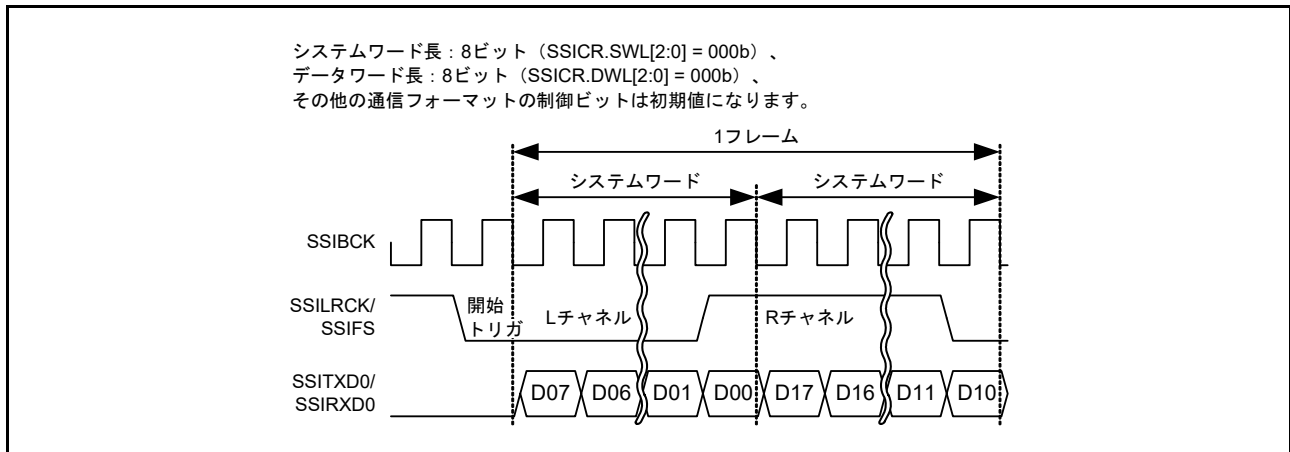 システムワード長：8ビット（SSICR.SWL[2:0] = 000b）、
データワード長：8ビット（SSICR.DWL[2:0] = 000b）、
その他の通信フォーマットの制御ビットは初期値になります。
1フレーム
システムワード システムワード
SSIBCK
SSILRCK/
SSIFS
開始
トリガ
Lチャネル Rチャネル
SSITXD0/
SSIRXD0
D07 D06 D01 D00 D17 D16 D11 D10